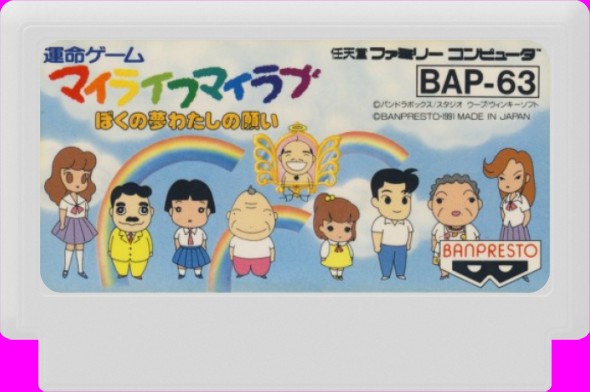 運命ゲーム
マイライフマイラブ
ぼくの夢わたしの願い
任天堂 ファミリー コンピュータ
BAP-63
©パンドラボックス/スタジオ ウーブ/ウィンキーソフト
©BANPRESTO・1991 MADE IN JAPAN
BANPRESTO